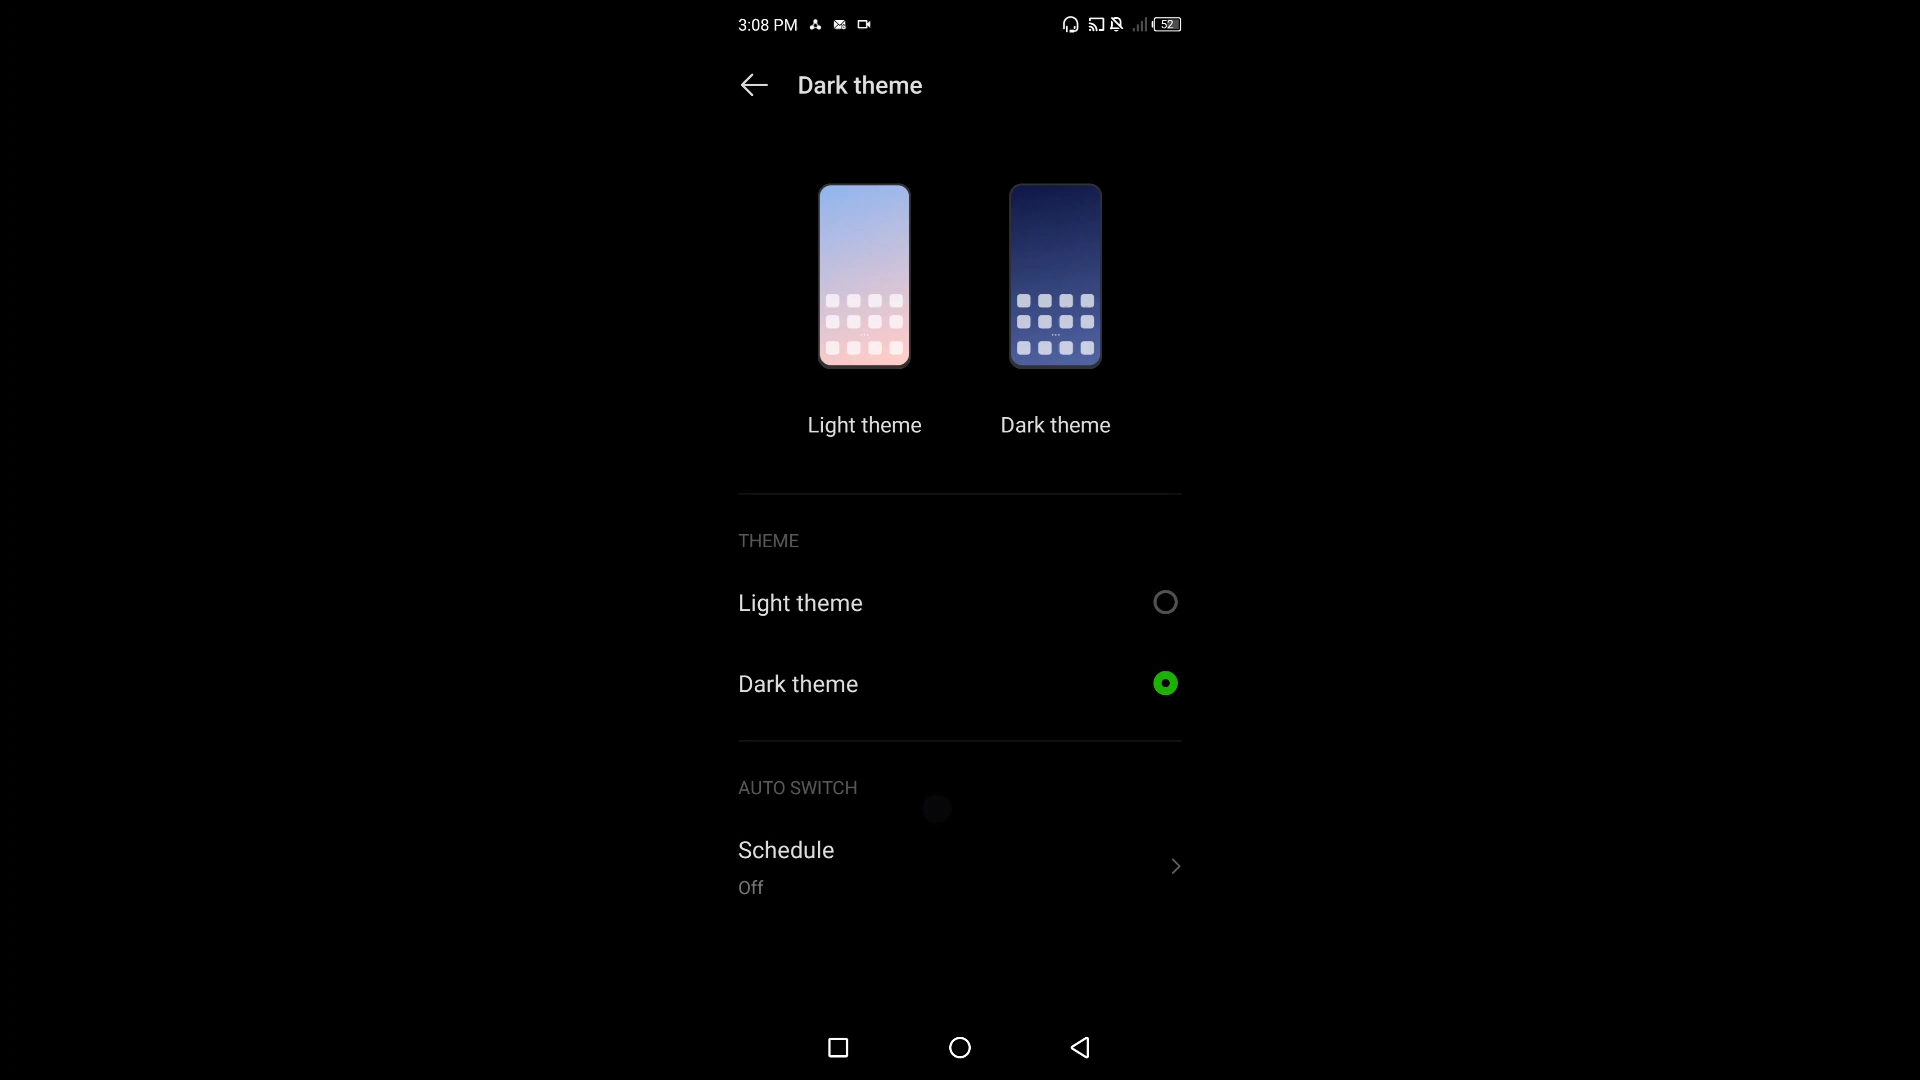 3:08 PM 52
Dark theme
Light theme Dark theme
THEME
Light theme
Dark theme
AUTO SWITCH
Schedule
Off